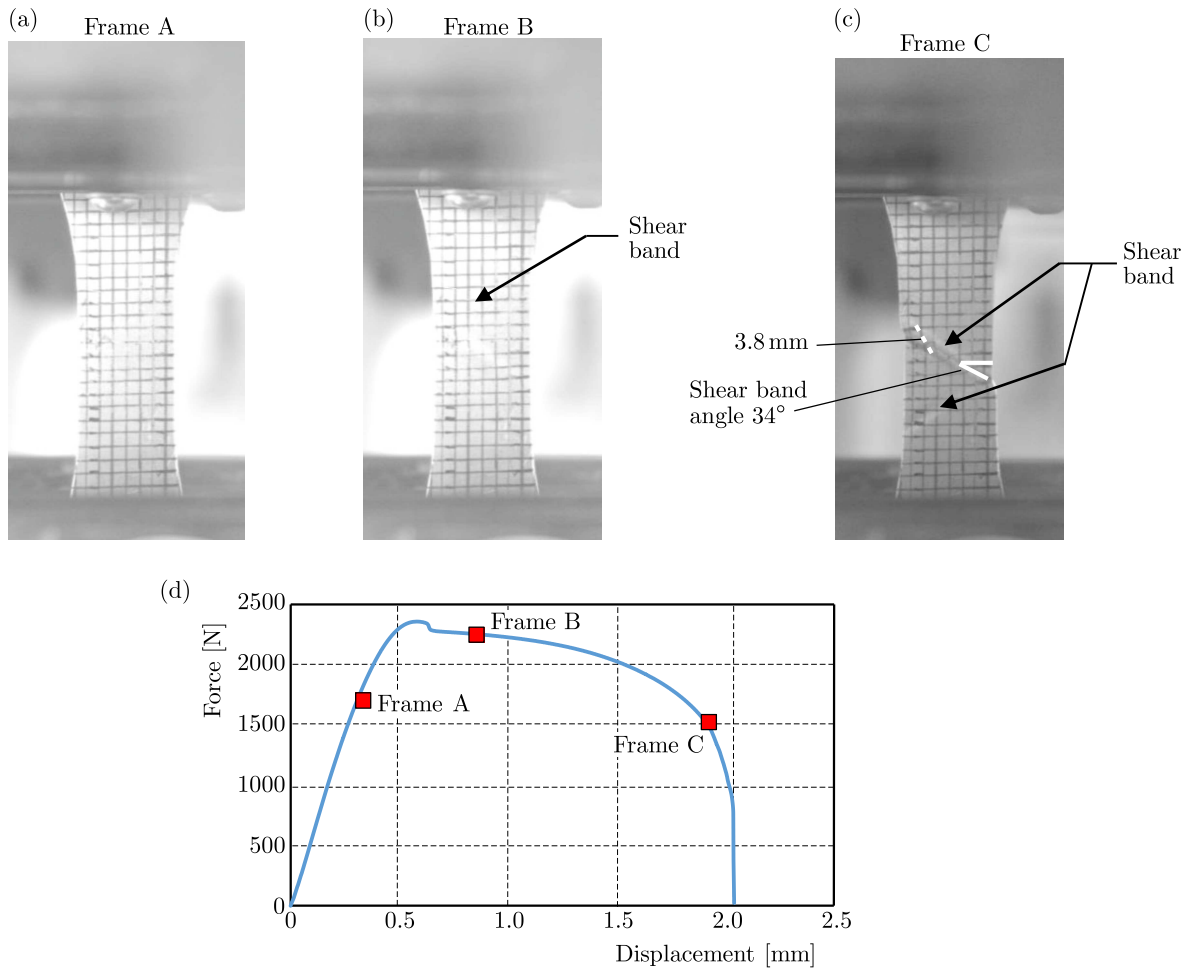 (a)
Frame A
(b)
Frame B
Shear
band
(c)
Frame C
Shear
band
3.8 mm
Shear band
angle 34°
(d)
Force [N]
2500
2000
1500
1000
500
0
Frame A
Frame B
Frame C
0
0.5
1.0
1.5
2.0
2.5
Displacement [mm]